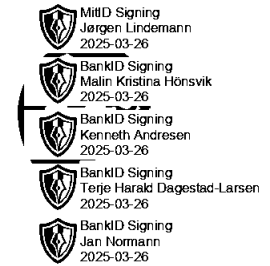 MitID Signing
Jørgen Lindemann
2025-03-26
BankID Signing
Malin Kristina Hönsvik
2025-03-26
BankID Signing
Kenneth Andresen
2025-03-26
BankID Signing
Terje Harald Dagestad-Larsen
2025-03-26
BankID Signing
Jan Normann
2025-03-26